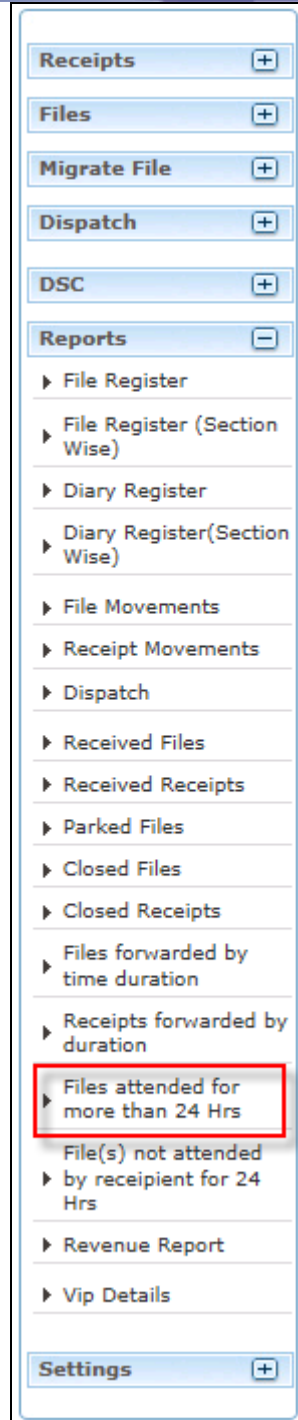 Receipts
Files
Migrate File
Dispatch
DSC
Reports
File Register
File Register (Section
Wise)
Diary Register
Diary Register(Section
Wise)
File Movements
Receipt Movements
Dispatch
Received Files
Received Receipts
Parked Files
Closed Files
Closed Receipts
Files forwarded by
time duration
Receipts forwarded by
duration
Files attended for
more than 24 Hrs
File(s) not attended
by receipient for 24
Hrs
Revenue Report
Vip Details
Settings